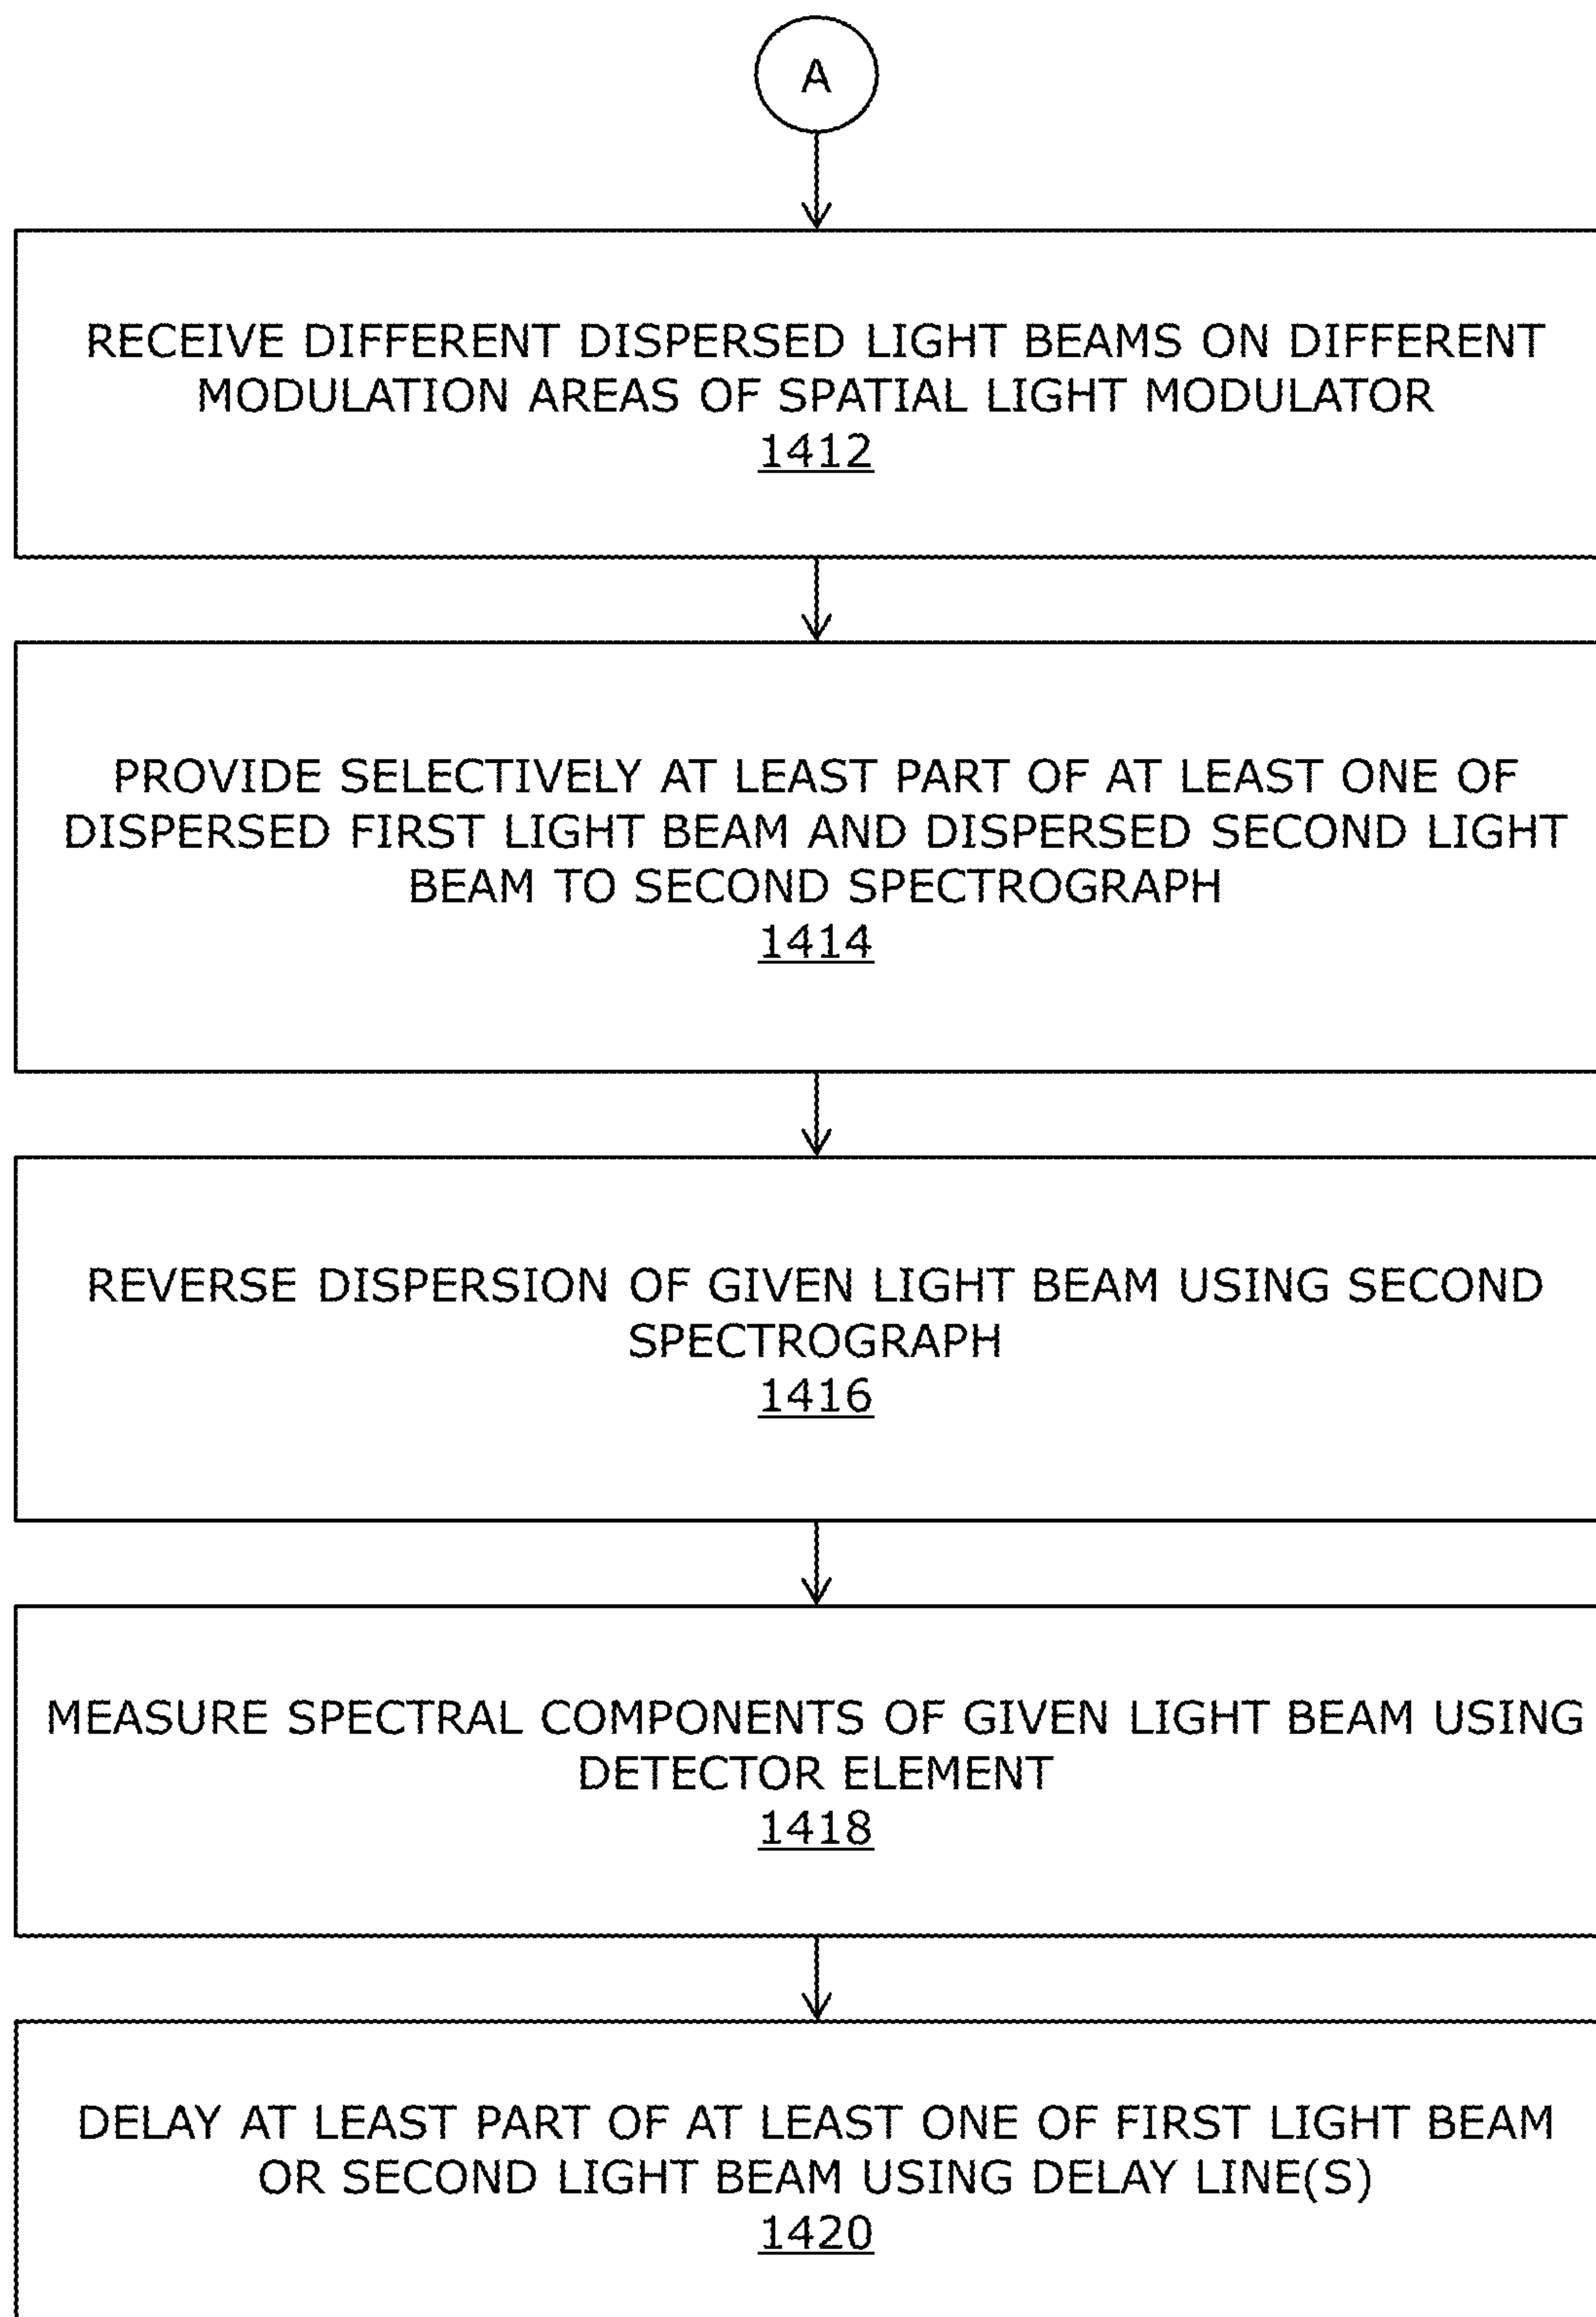 A
RECEIVE DIFFERENT DISPERSED LIGHT BEAMS ON DIFFERENT
MODULATION AREAS OF SPATIAL LIGHT MODULATOR
1412
PROVIDE SELECTIVELY AT LEAST PART OF AT LEAST ONE OF
DISPERSED FIRST LIGHT BEAM AND DISPERSED SECOND LIGHT
BEAM TO SECOND SPECTROGRAPH
1414
REVERSE DISPERSION OF GIVEN LIGHT BEAM USING SECOND
SPECTROGRAPH
1416
MEASURE SPECTRAL COMPONENTS OF GIVEN LIGHT BEAM USING
DETECTOR ELEMENT
1418
DELAY AT LEAST PART OF AT LEAST ONE OF FIRST LIGHT BEAM
OR SECOND LIGHT BEAM USING DELAY LINE(S)
1420